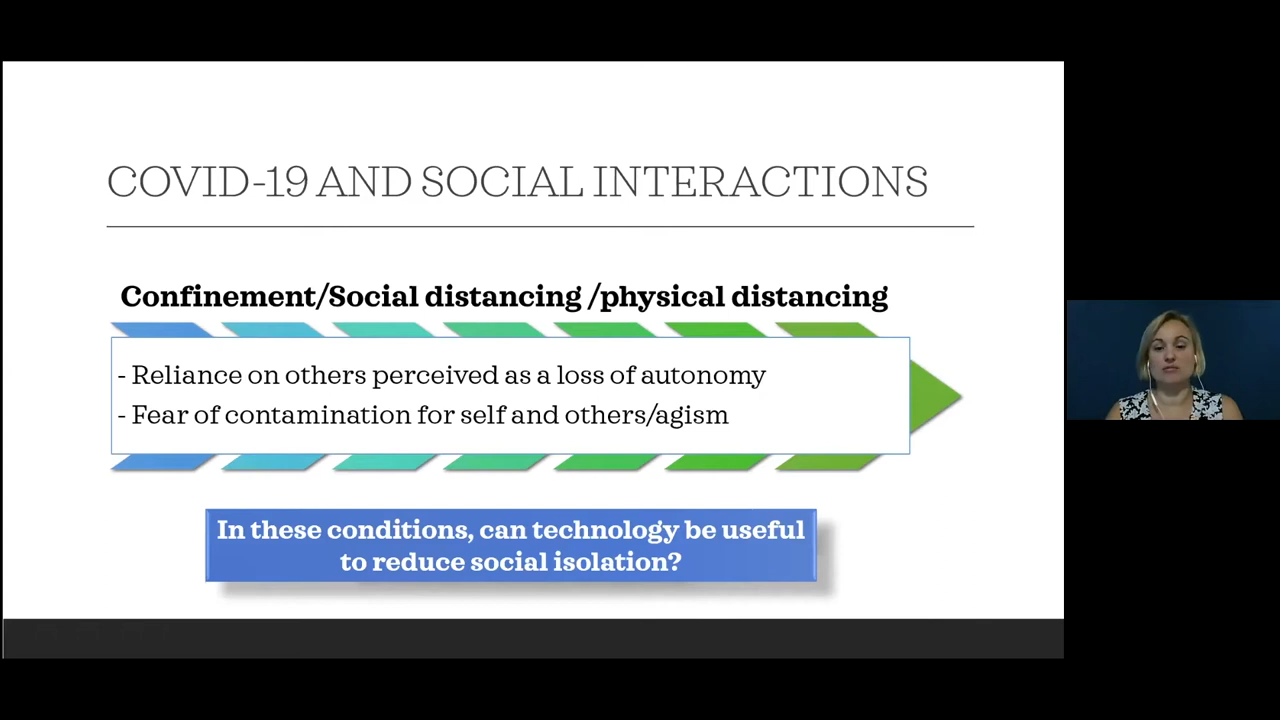 COVID-19 AND SOCIAL INTERACTIONS
Confinement/Social distancing /physical distancing
- Reliance on others perceived as a loss of autonomy
- Fear of contamination for self and others/agism
In these conditions, can technology be useful
to reduce social isolation?